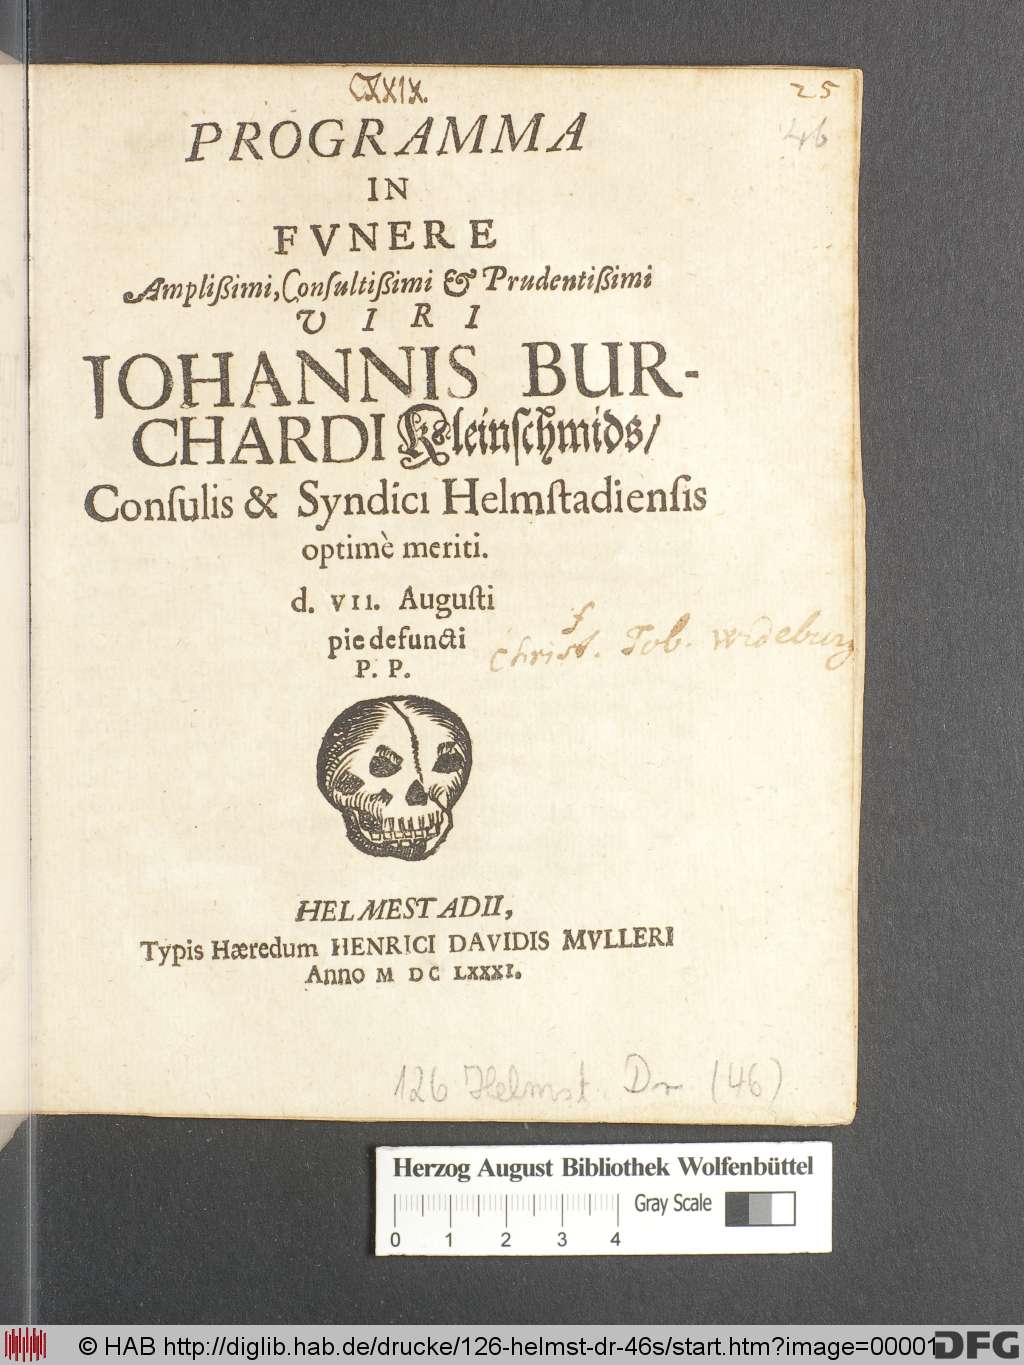 CXXIX.
25
46
PROGRAMMA
IN
FVNERE
Ampliſſimi, Conſultiſſimi & Prudentiſſimi
VIRI
JOHANNIS BUR-
CHARDI Kleinſchmids/
Conſulis & Syndici Helmſtadienſis
optimè meriti.
d. VII. Auguſti
pie defuncti
P. P.
Christ. Tob. Wideburg
HELMESTADII,
Typis Hæredum HENRICI DAVIDIS MVLLERI
Anno M DC LXXXI.
126 Helmst. Dr (46)
Herzog August Bibliothek Wolfenbüttel
Gray Scale
0 1 2 3 4
© HAB http://diglib.hab.de/drucke/126-helmst-dr-46s/start.htm?image=00001
DFG